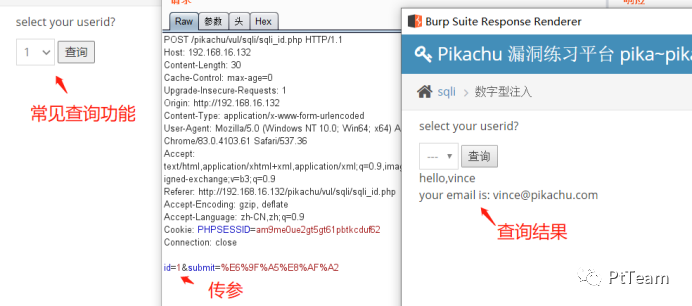 select your userid?
1
查询
常见查询功能
Raw 参数 头 Hex
POST /pikachu/vul/sqli/sqli_id.php HTTP/1.1
Host: 192.168.16.132
Content-Length: 30
Cache-Control: max-age=0
Upgrade-Insecure-Requests: 1
Origin: http://192.168.16.132
Content-Type: application/x-www-form-urlencoded
User-Agent: Mozilla/5.0 (Windows NT 10.0; Win64; x64) A
Chrome/83.0.4103.61 Safari/537.36
Accept:
text/html,application/xhtml+xml,application/xml;q=0.9,imag
igned-exchange;v=b3;q=0.9
Referer: http://192.168.16.132/pikachu/vul/sqli/sqli_id.php
Accept-Encoding: gzip, deflate
Accept-Language: zh-CN,zh;q=0.9
Cookie: PHPSESSID=am9me0ue2gt5gt61pbtkcduf62
Connection: close
id=1&submit=%E6%9F%A5%E8%AF%A2
传参
Burp Suite Response Renderer
Pikachu 漏洞练习平台 pika~pik
sqli > 数字型注入
select your userid?
---
查询
hello,vince
your email is: vince@pikachu.com
查询结果
PtTeam